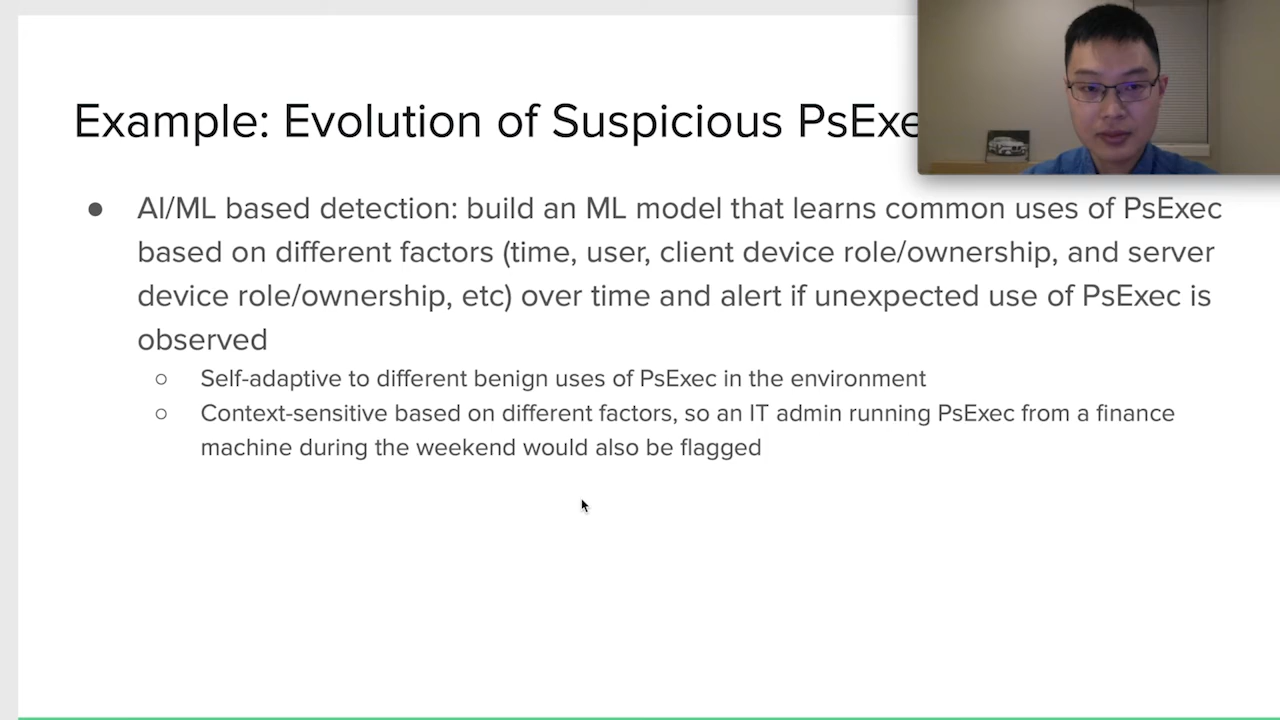 Example: Evolution of Suspicious
AI/ML based detection: build an ML model that learns common uses of PsExec
based on different factors (time, user, client device role/ownership, and server
device role/ownership, etc) over time and alert if unexpected use of PsExec is
observed
Self-adaptive to different benign uses of PsExec in the environment
Context-sensitive based on different factors, so an IT admin running PsExec from a finance
machine during the weekend would also be flagged